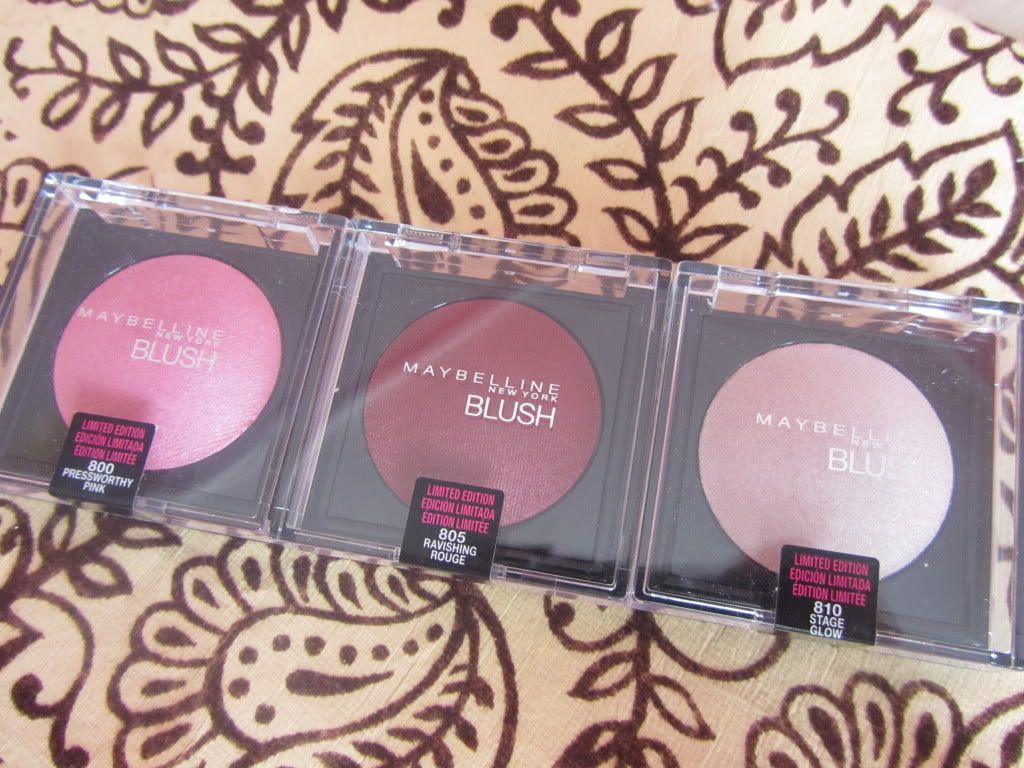 MAYBELLINE
NEW YORK
BLUSH
LIMITED EDITION
EDICIÓN LIMITADA
ÉDITION LIMITÉE
800
PRESSWORTHY
PINK
MAYBELLINE
NEW YORK
BLUSH
LIMITED EDITION
EDICIÓN LIMITADA
ÉDITION LIMITÉE
805
RAVISHING
ROUGE
MAYBELLINE
NEW YORK
BLUSH
LIMITED EDITION
EDICIÓN LIMITADA
ÉDITION LIMITÉE
810
STAGE
GLOW